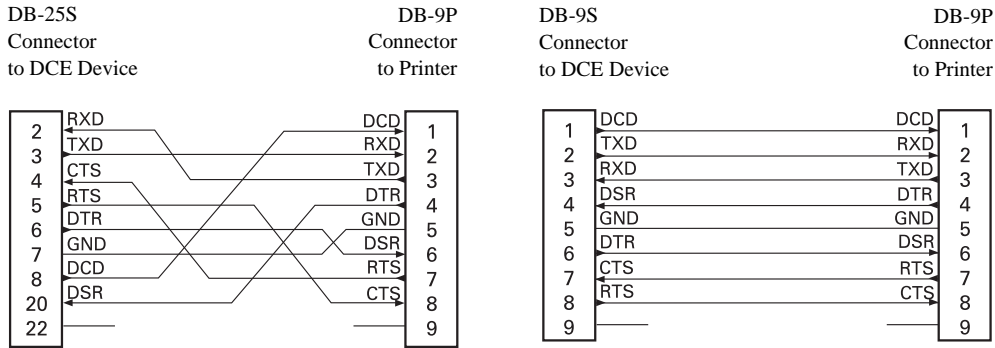 DB-25S DB-9P
Connector Connector
to DCE Device to Printer
2 RXD DCD 1
3 TXD RXD 2
4 CTS TXD 3
5 RTS DTR 4
6 DTR GND 5
7 GND DSR 6
8 DCD RTS 7
20 DSR CTS 8
22 9
DB-9S DB-9P
Connector Connector
to DCE Device to Printer
1 DCD DCD 1
2 TXD RXD 2
3 RXD TXD 3
4 DSR DTR 4
5 GND GND 5
6 DTR DSR 6
7 CTS RTS 7
8 RTS CTS 8
9 9